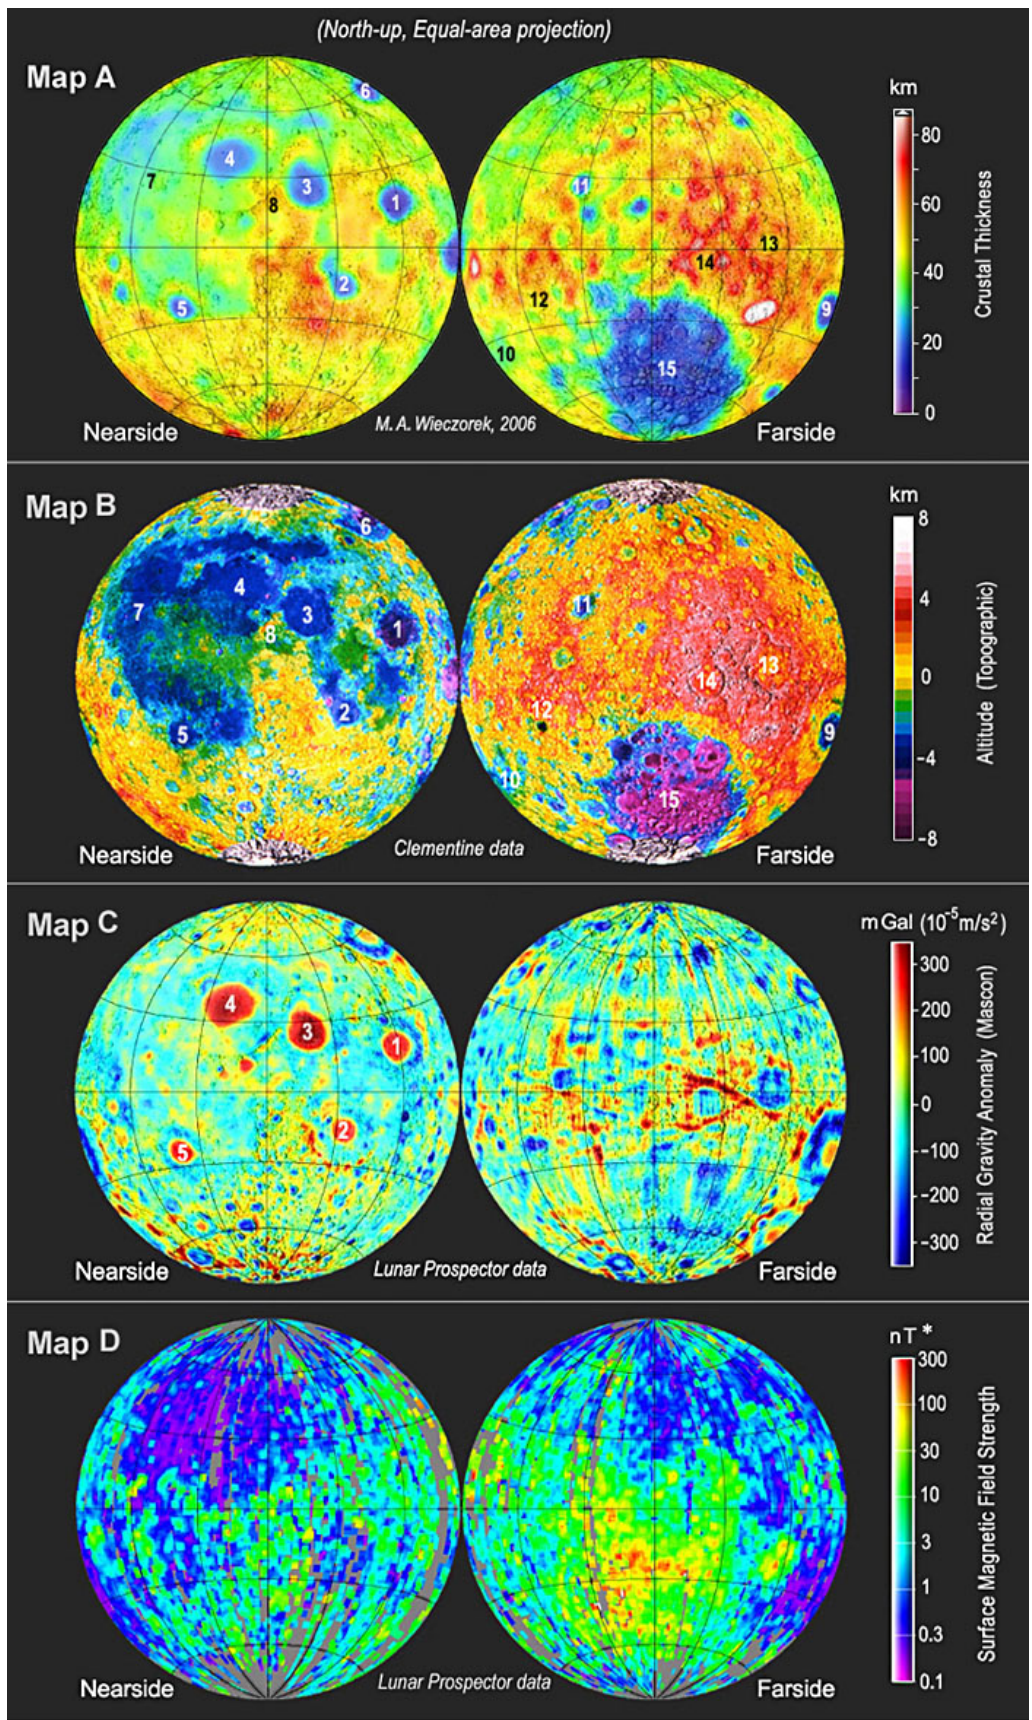 (North-up, Equal-area projection)
Map A
6
4
7
3
1
8
2
5
11
13
14
12
9
10
15
km
80
60
40
20
0
Crustal Thickness
Nearside
M. A. Wieczorek, 2006
Farside
Map B
6
4
7
3
1
8
2
5
11
13
14
12
9
10
15
km
8
4
0
-4
-8
Altitude (Topographic)
Nearside
Clementine data
Farside
Map C
4
3
1
2
5
mGal (10⁻⁵m/s²)
300
200
100
0
-100
-200
-300
Radial Gravity Anomaly (Mascon)
Nearside
Lunar Prospector data
Farside
Map D
nT*
300
100
30
10
3
1
0.3
0.1
Surface Magnetic Field Strength
Nearside
Lunar Prospector data
Farside